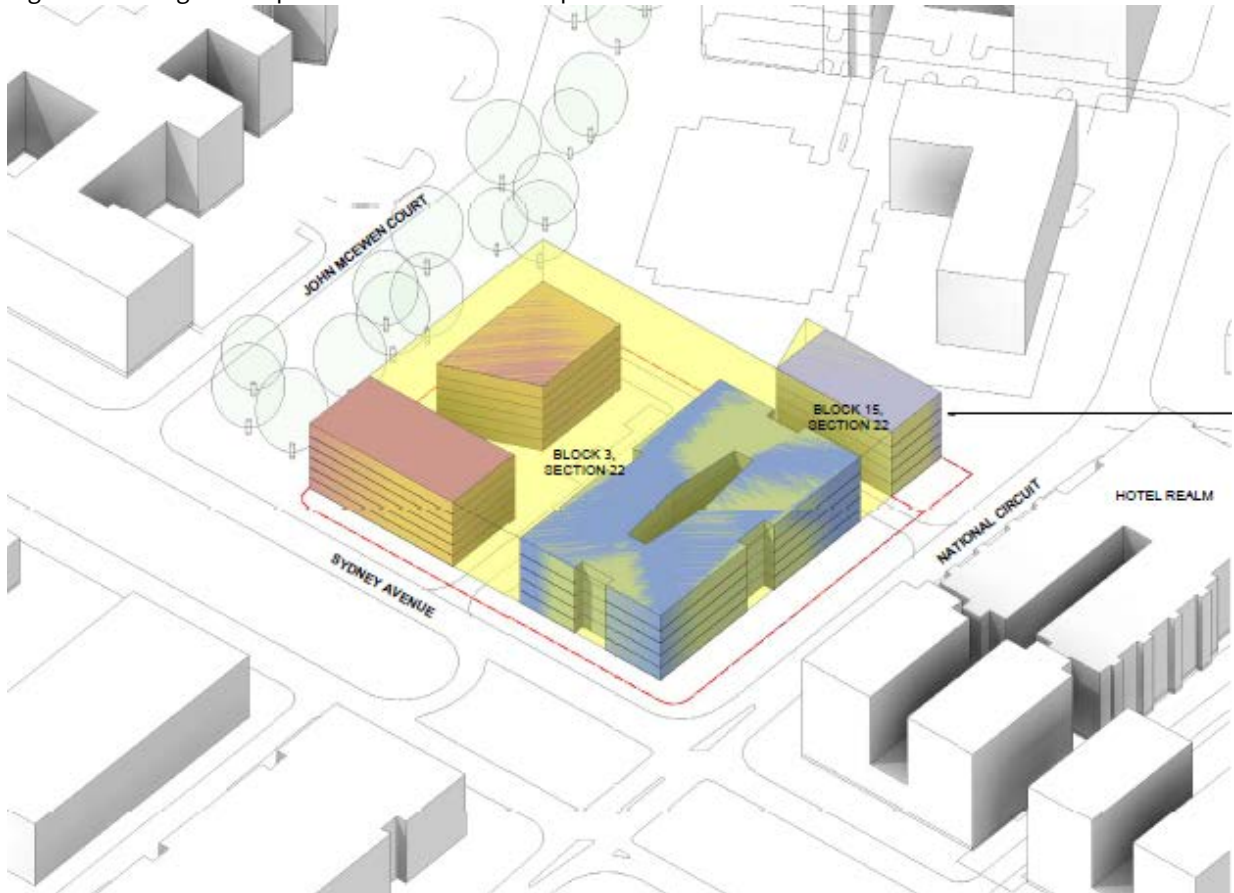 JOHN MCEWEN COURT
BLOCK 15,
SECTION 22
BLOCK 3,
SECTION 22
HOTEL REALM
NATIONAL CIRCUIT
SYDNEY AVENUE